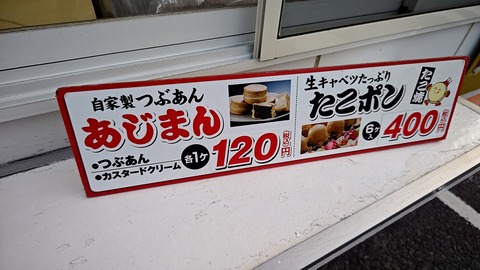 自家製つぶあん
あじまん
●つぶあん
●カスタードクリーム
各1ケ
120
税込
円
生キャベツたっぷり
たこポン
たこ焼
6ケ
400
税込
円